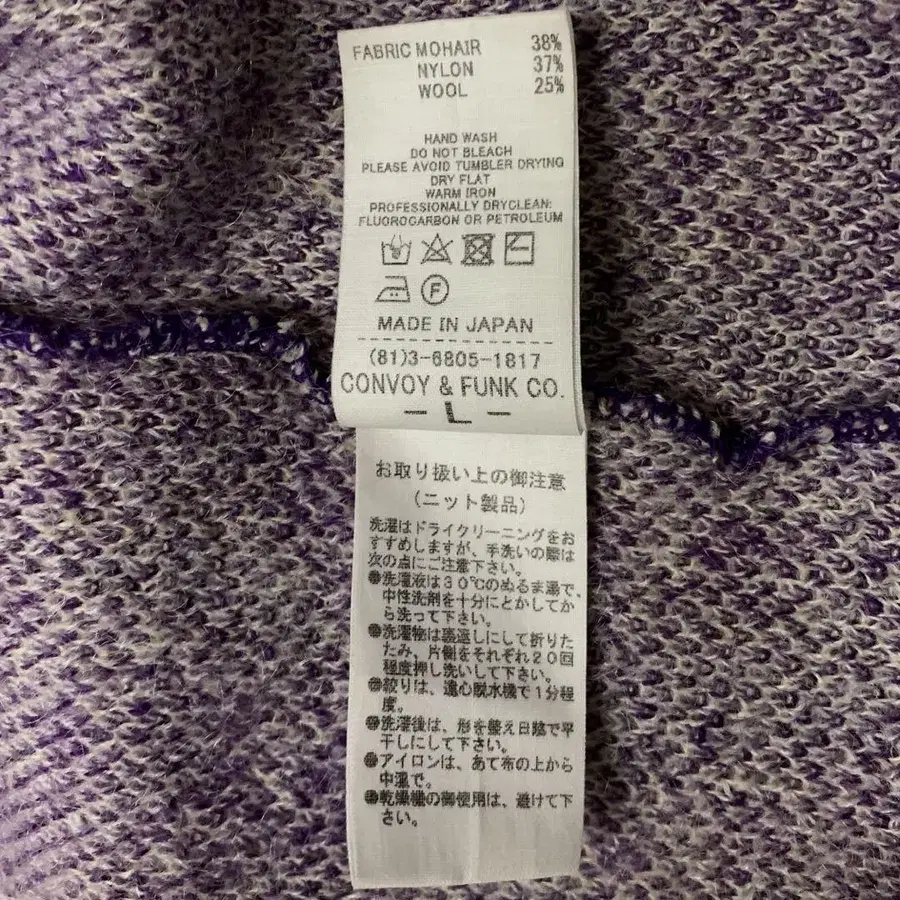 FABRIC MOHAIR 38%
NYLON 37%
WOOL 25%
HAND WASH
DO NOT BLEACH
PLEASE AVOID TUMBLER DRYING
DRY FLAT
WARM IRON
PROFESSIONALLY DRYCLEAN:
FLUOROCARBON OR PETROLEUM
F
MADE IN JAPAN
(81)3-6805-1817
CONVOY & FUNK CO.
- L -
お取り扱い上の御注意
(ニット製品)
洗濯はドライクリーニングをお
すすめしますが、手洗いの際は
次の点にご注意下さい。
●洗濯液は30℃のぬるま湯で、
中性洗剤を十分にとかしてか
ら洗って下さい。
●洗濯物は裏返しにして折りた
たみ、片側をそれぞれ20回
程度押し洗いして下さい。
●絞りは、遠心脱水機で1分程
度。
●洗濯後は、形を整え日陰で平
干しにして下さい。
●アイロンは、あて布の上から
中温で。
●乾燥機の御使用は、避けて下
さい。